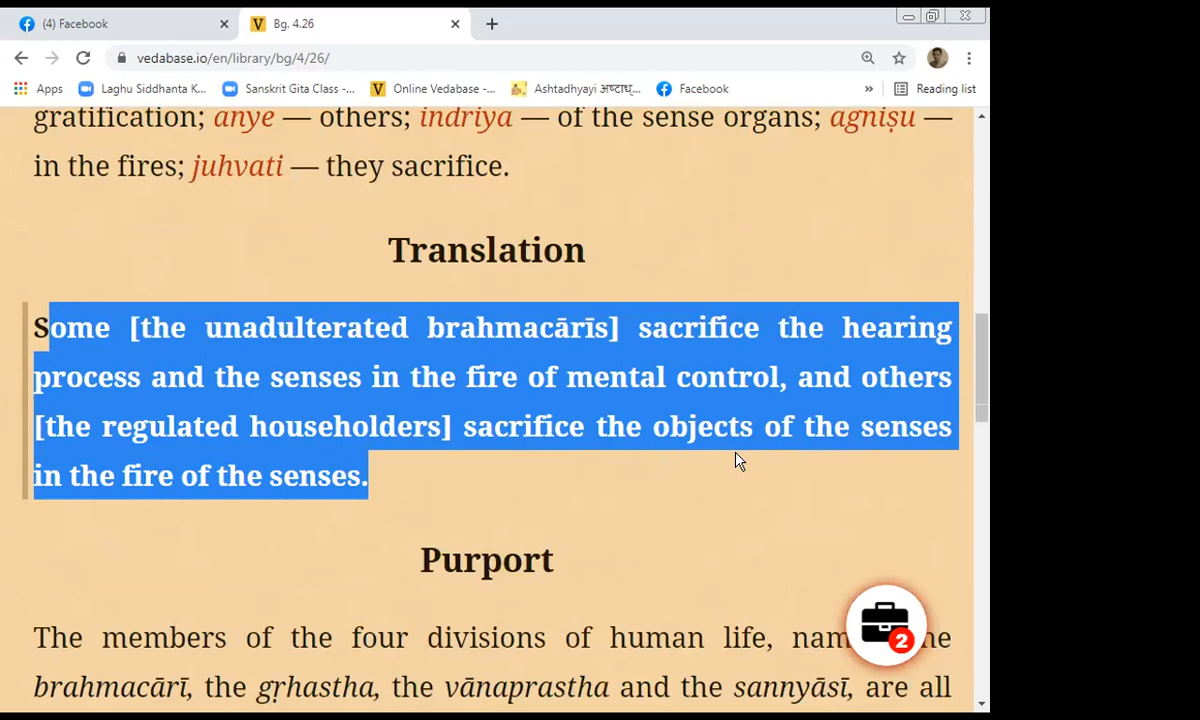 (4) Facebook
Bg. 4.26
vedabase.io/en/library/bg/4/26/
Apps
Laghu Siddhanta K...
Sanskrit Gita Class -...
Online Vedabase -...
Ashtadhyayi अष्टाध्...
Facebook
»
Reading list
gratification; anye — others; indriya — of the sense organs; agniṣu —
in the fires; juhvati — they sacrifice.
Translation
Some [the unadulterated brahmacārīs] sacrifice the hearing
process and the senses in the fire of mental control, and others
[the regulated householders] sacrifice the objects of the senses
in the fire of the senses.
Purport
The members of the four divisions of human life,
brahmacārī, the gṛhastha, the vānaprastha and the sannyāsī, are all
2